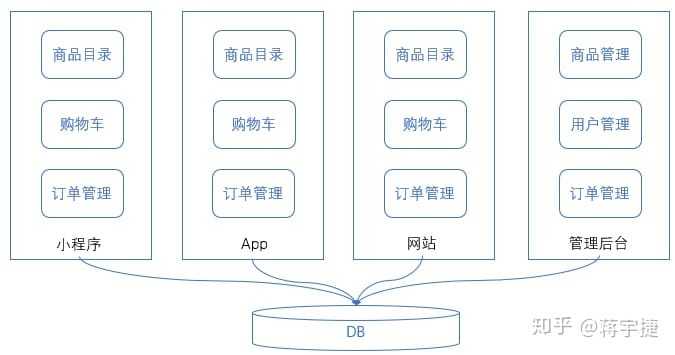 商品目录
购物车
订单管理
小程序
商品目录
购物车
订单管理
App
商品目录
购物车
订单管理
网站
商品管理
用户管理
订单管理
管理后台
DB
知乎 @蒋宇捷